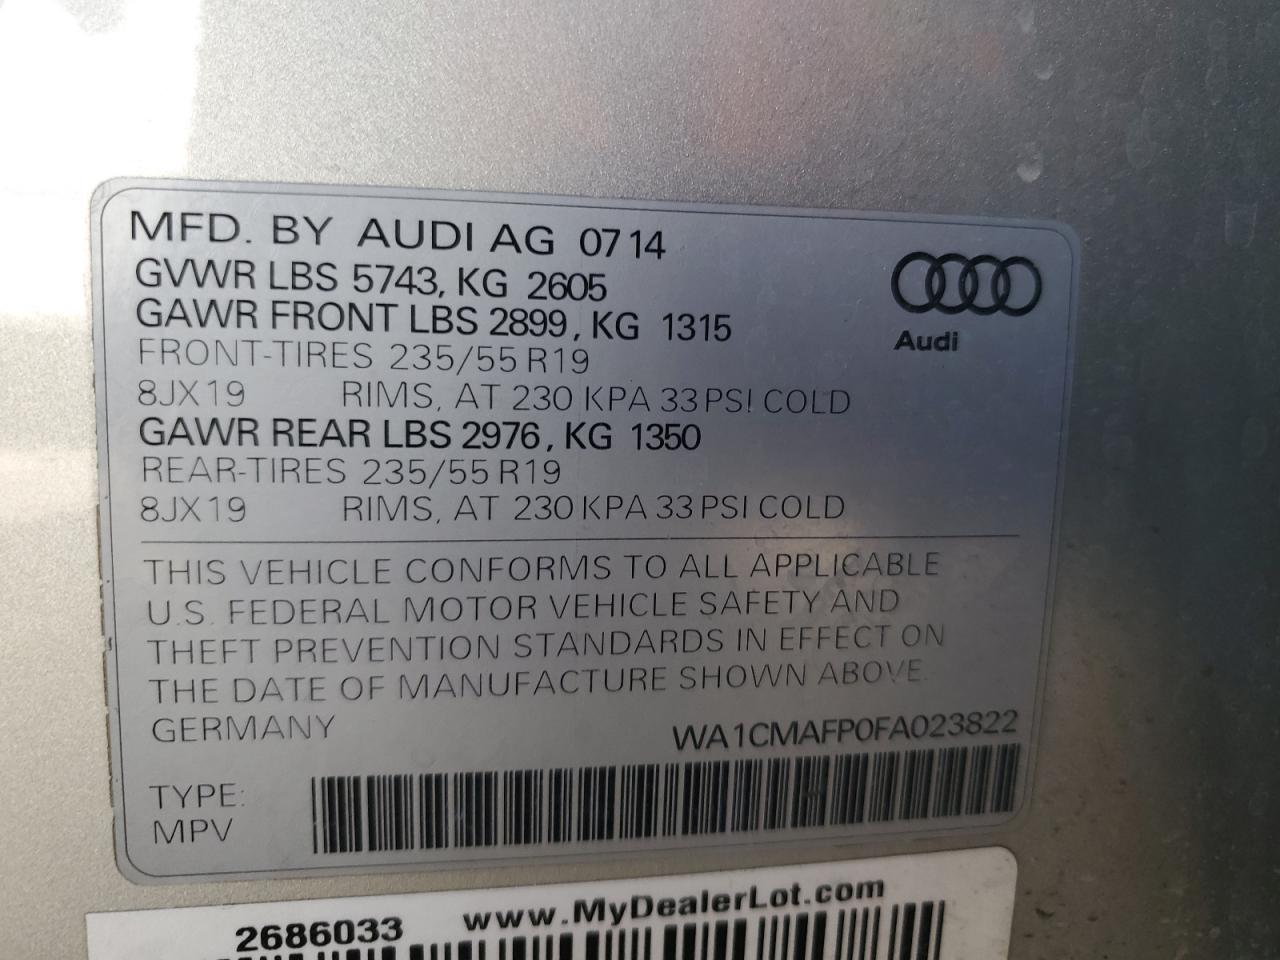 MFD. BY AUDI AG 07 14
GVWR LBS 5743, KG 2605
GAWR FRONT LBS 2899, KG 1315
FRONT-TIRES 235/55 R19
8JX19 RIMS, AT 230 KPA 33 PSI COLD
GAWR REAR LBS 2976, KG 1350
REAR-TIRES 235/55 R19
8JX19 RIMS, AT 230 KPA 33 PSI COLD
Audi
THIS VEHICLE CONFORMS TO ALL APPLICABLE
U.S. FEDERAL MOTOR VEHICLE SAFETY AND
THEFT PREVENTION STANDARDS IN EFFECT ON
THE DATE OF MANUFACTURE SHOWN ABOVE.
GERMANY WA1CMAFP0FA023822
TYPE:
MPV
2686033 www.MyDealerLot.com